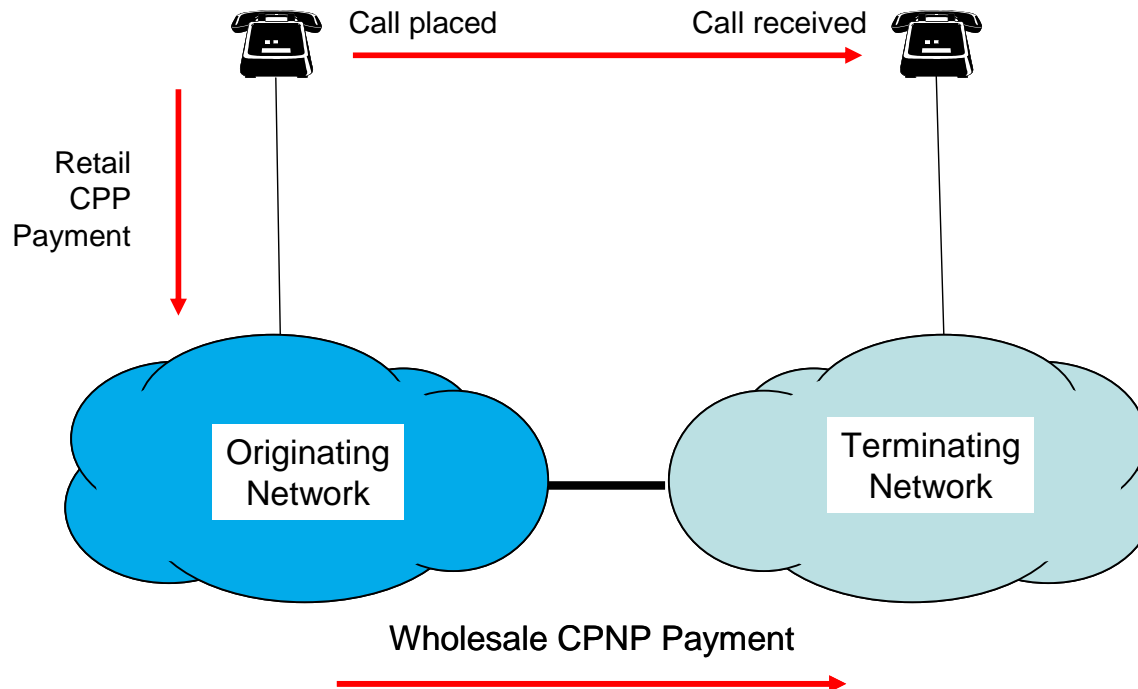 Call placed
Call received
Retail
CPP
Payment
Originating
Network
Terminating
Network
Wholesale CPNP Payment